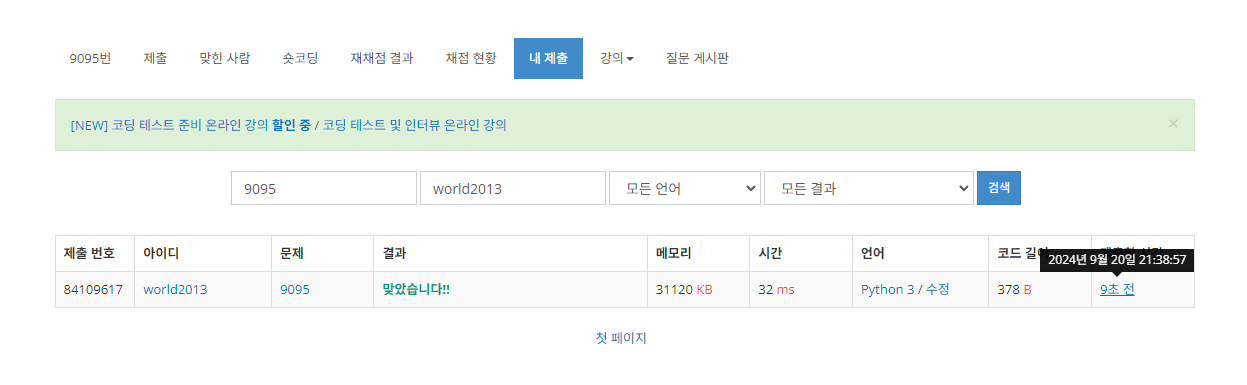 9095번 제출 맞힌 사람 숏코딩 재채점 결과 채점 현황 내 제출 강의 질문 게시판
[NEW] 코딩 테스트 준비 온라인 강의 할인 중 / 코딩 테스트 및 인터뷰 온라인 강의 ×
9095 world2013 모든 언어 모든 결과 검색
제출 번호 아이디 문제 결과 메모리 시간 언어 코드
2024년 9월 20일 21:38:57
84109617 world2013 9095 맞았습니다!! 31120 KB 32 ms Python 3 / 수정 378 B 9초 전
첫 페이지